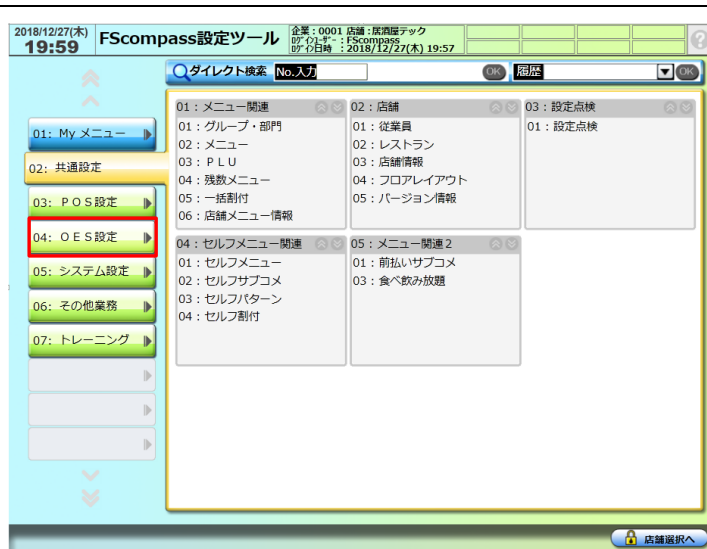 2018/12/27(木)
19:59
FScompass設定ツール
企業：0001 店舗：居酒屋テック
ﾛｸﾞｲﾝﾕｰｻﾞｰ：FScompass
ﾛｸﾞｲﾝ日時 ：2018/12/27(木) 19:57
ダイレクト検索 No.入力 OK 履歴 OK
01: My メニュー
02: 共通設定
03: ＰＯＳ設定
04: ＯＥＳ設定
05: システム設定
06: その他業務
07: トレーニング
01：メニュー関連
01：グループ・部門
02：メニュー
03：ＰＬＵ
04：残数メニュー
05：一括割付
06：店舗メニュー情報
02：店舗
01：従業員
02：レストラン
03：店舗情報
04：フロアレイアウト
05：バージョン情報
03：設定点検
01：設定点検
04：セルフメニュー関連
01：セルフメニュー
02：セルフサブコメ
03：セルフパターン
04：セルフ割付
05：メニュー関連２
01：前払いサブコメ
03：食べ飲み放題
店舗選択へ